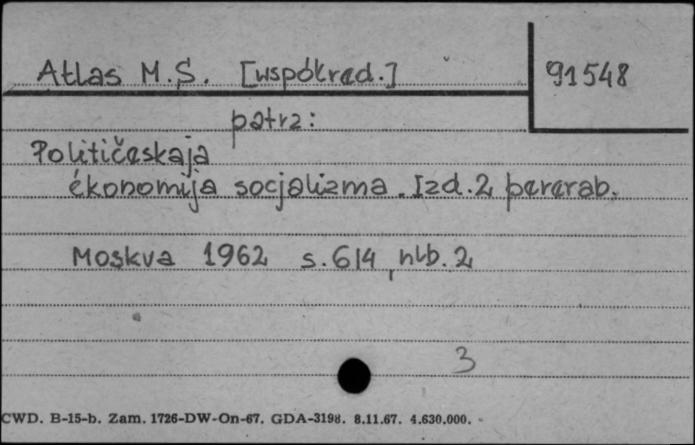 Atlas M.S. [współred.]
91548
patrz:
Političeskaja
ékonomija socjalizma. Izd.2 pererab.
Moskva 1962 s.614, nlb.2
3
CWD. B-15-b. Zam. 1726-DW-On-67. GDA-3198. 8.11.67. 4.630.000.